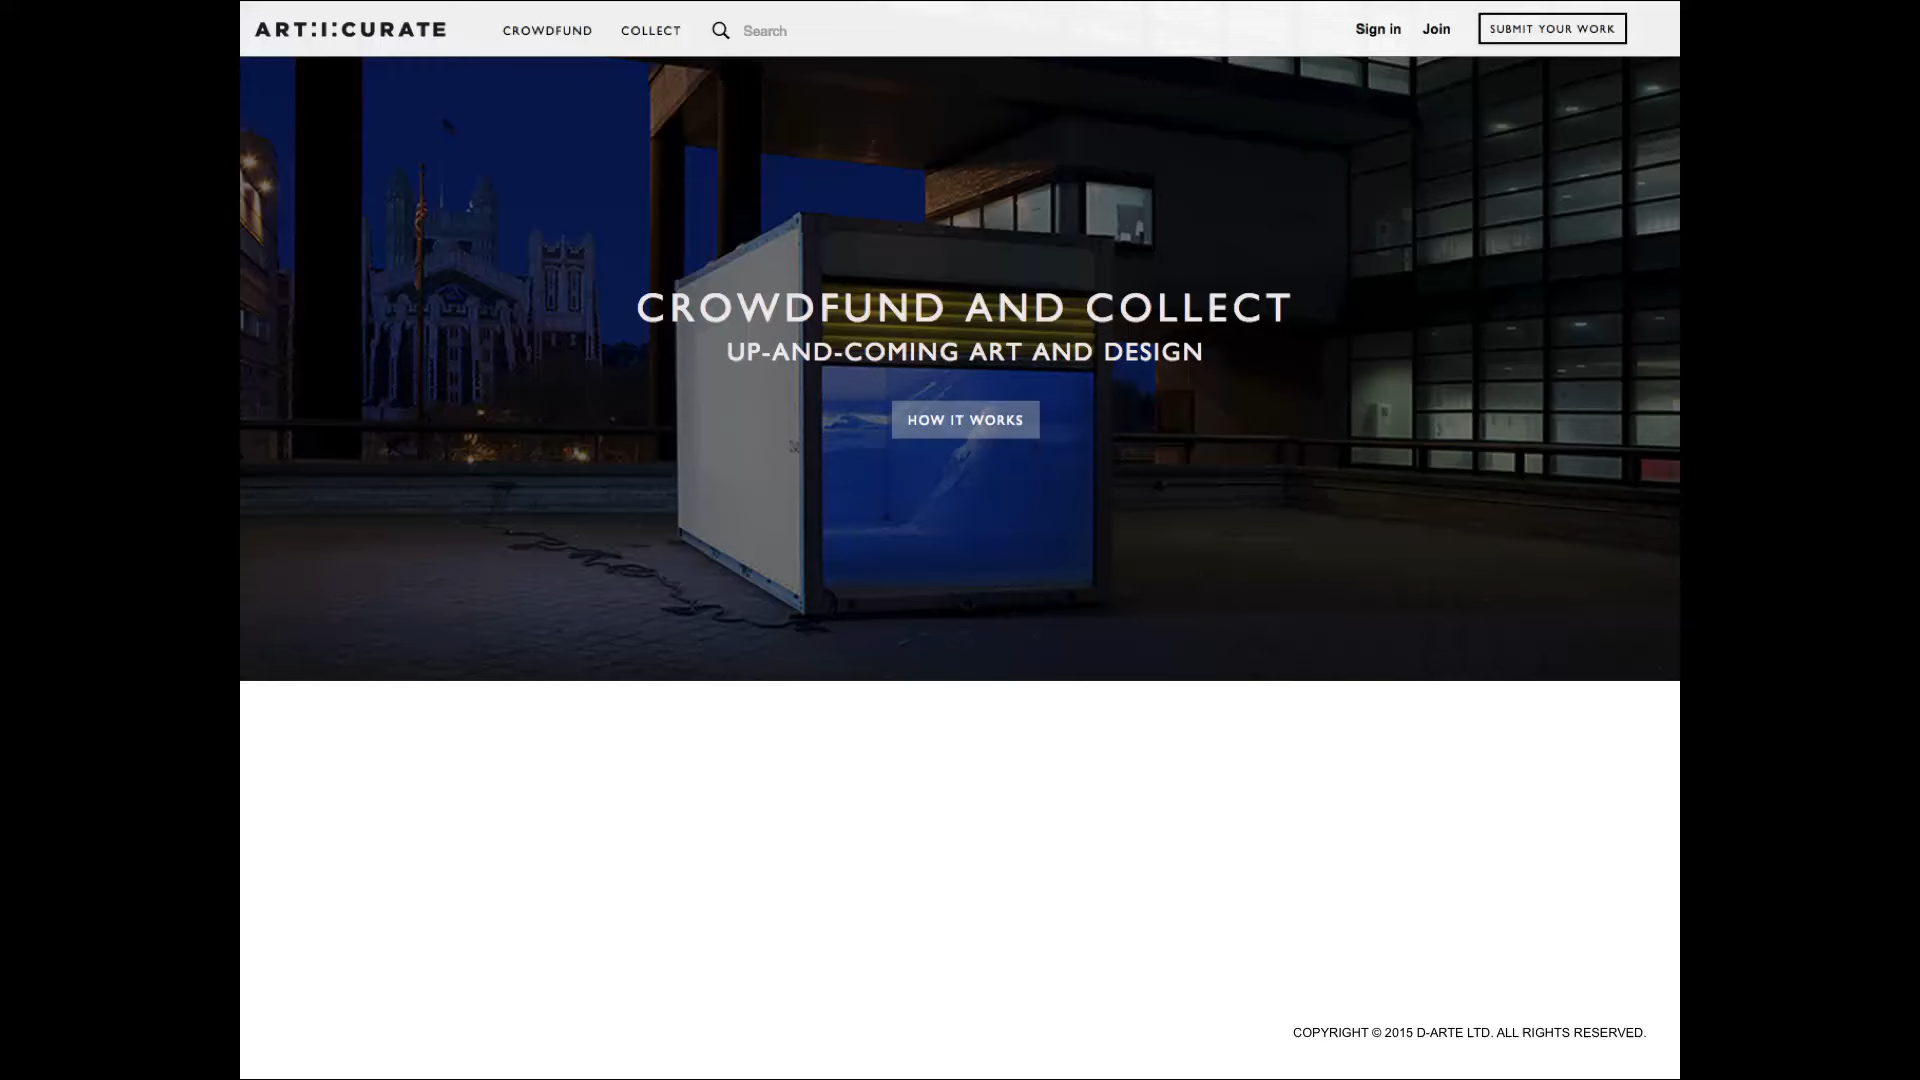 ART:I:CURATE
CROWDFUND
COLLECT
Search
Sign in
Join
SUBMIT YOUR WORK
CROWDFUND AND COLLECT
UP-AND-COMING ART AND DESIGN
HOW IT WORKS
COPYRIGHT © 2015 D-ARTE LTD. ALL RIGHTS RESERVED.